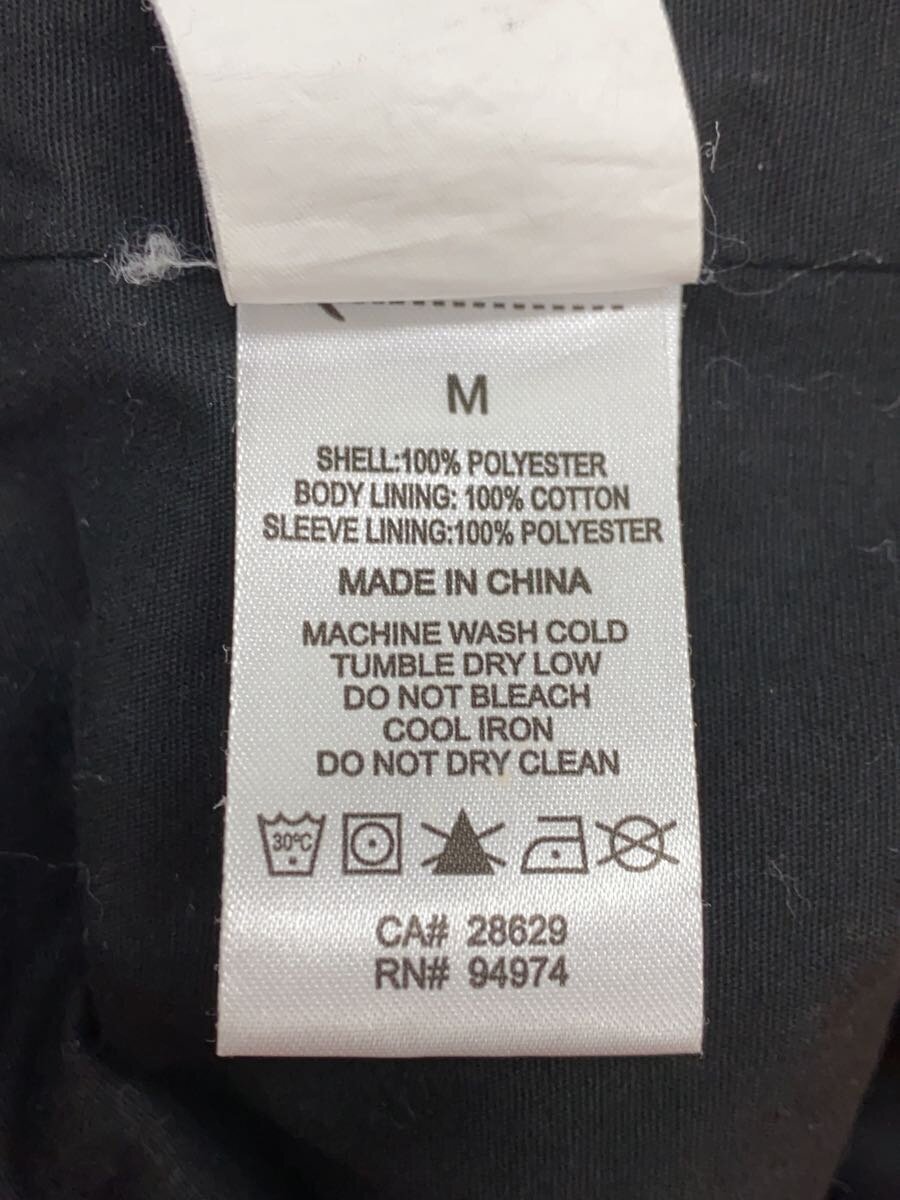 M
SHELL:100% POLYESTER
BODY LINING: 100% COTTON
SLEEVE LINING:100% POLYESTER
MADE IN CHINA
MACHINE WASH COLD
TUMBLE DRY LOW
DO NOT BLEACH
COOL IRON
DO NOT DRY CLEAN
30°C
CA# 28629
RN# 94974